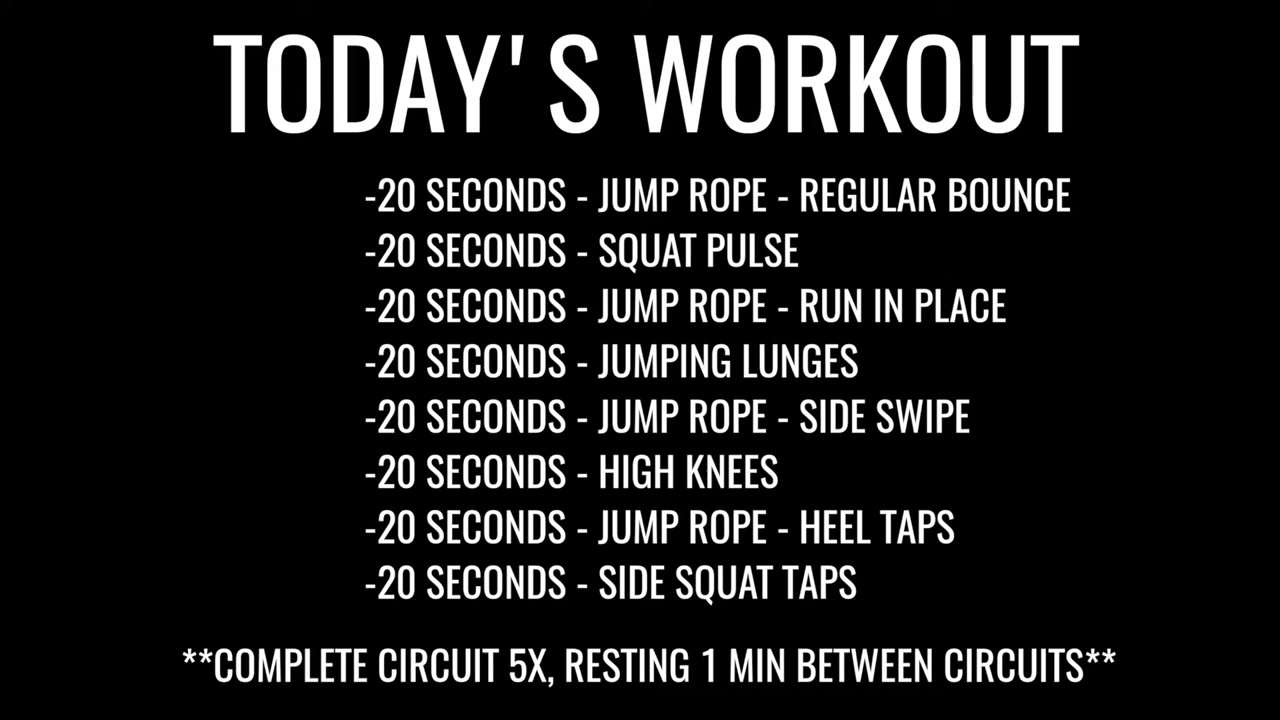 TODAY'S WORKOUT
-20 SECONDS - JUMP ROPE - REGULAR BOUNCE
-20 SECONDS - SQUAT PULSE
-20 SECONDS - JUMP ROPE - RUN IN PLACE
-20 SECONDS - JUMPING LUNGES
-20 SECONDS - JUMP ROPE - SIDE SWIPE
-20 SECONDS - HIGH KNEES
-20 SECONDS - JUMP ROPE - HEEL TAPS
-20 SECONDS - SIDE SQUAT TAPS
**COMPLETE CIRCUIT 5X, RESTING 1 MIN BETWEEN CIRCUITS**